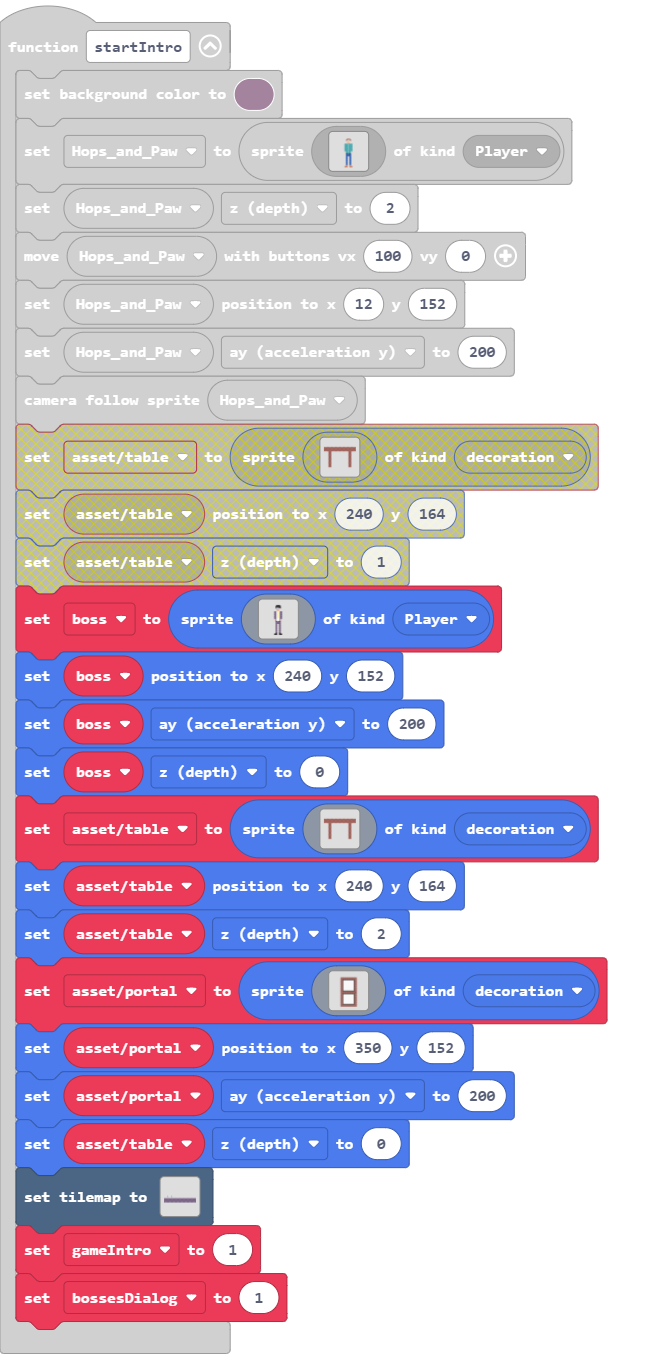 function startIntro
set background color to
set Hops_and_Paw to sprite of kind Player
set Hops_and_Paw z (depth) to 2
move Hops_and_Paw with buttons vx 100 vy 0
set Hops_and_Paw position to x 12 y 152
set Hops_and_Paw ay (acceleration y) to 200
camera follow sprite Hops_and_Paw
set asset/table to sprite of kind decoration
set asset/table position to x 240 y 164
set asset/table z (depth) to 1
set boss to sprite of kind Player
set boss position to x 240 y 152
set boss ay (acceleration y) to 200
set boss z (depth) to 0
set asset/table to sprite of kind decoration
set asset/table position to x 240 y 164
set asset/table z (depth) to 2
set asset/portal to sprite of kind decoration
set asset/portal position to x 350 y 152
set asset/portal ay (acceleration y) to 200
set asset/table z (depth) to 0
set tilemap to
set gameIntro to 1
set bossesDialog to 1